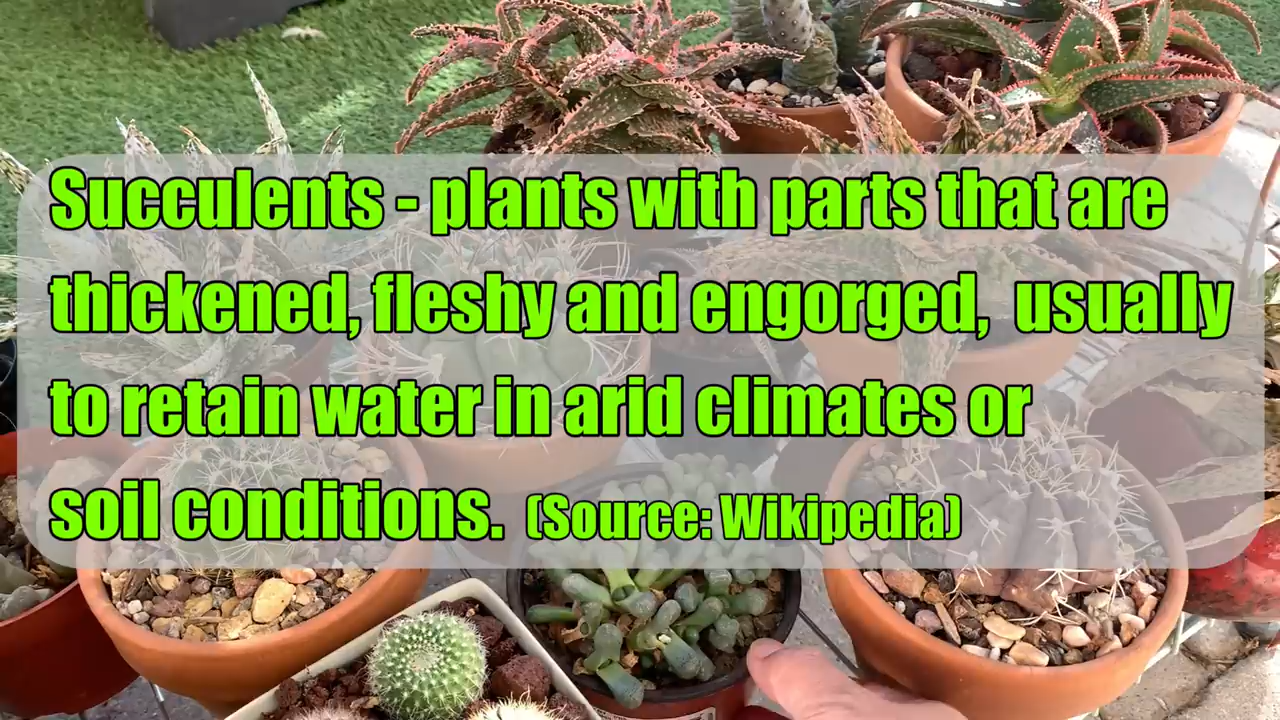 Succulents - plants with parts that are
thickened, fleshy and engorged, usually
to retain water in arid climates or
soil conditions. (Source: Wikipedia)